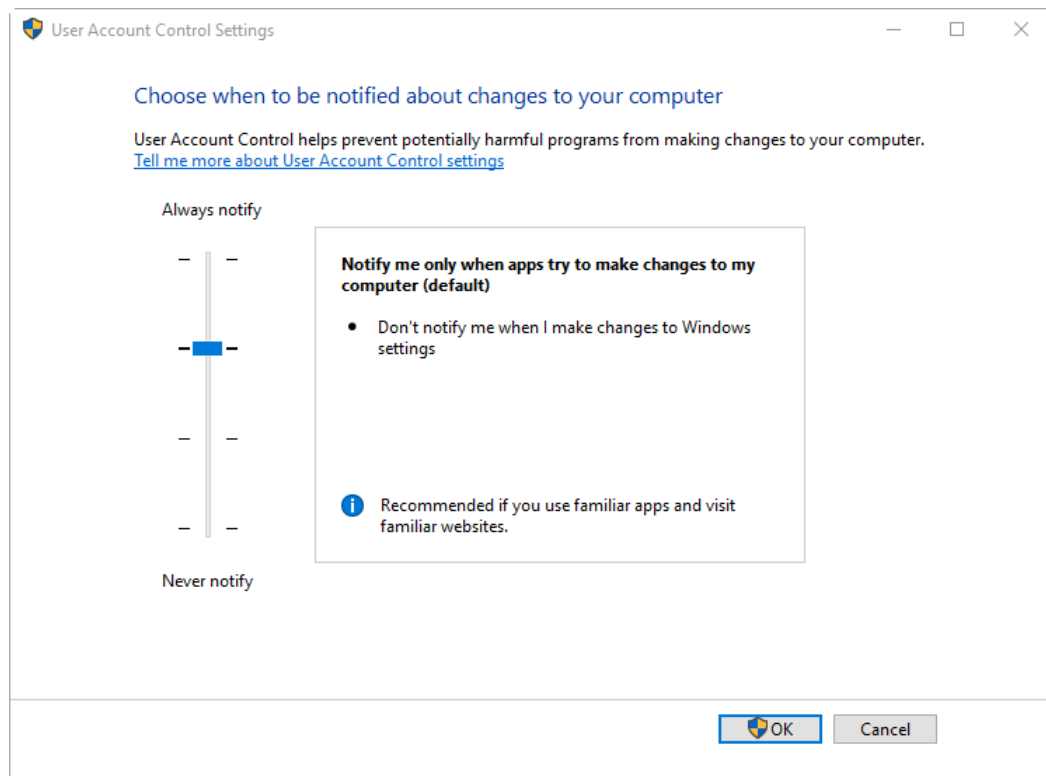 User Account Control Settings
Choose when to be notified about changes to your computer
User Account Control helps prevent potentially harmful programs from making changes to your computer.
Tell me more about User Account Control settings
Always notify
Notify me only when apps try to make changes to my
computer (default)
• Don't notify me when I make changes to Windows
settings
Recommended if you use familiar apps and visit
familiar websites.
Never notify
OK
Cancel